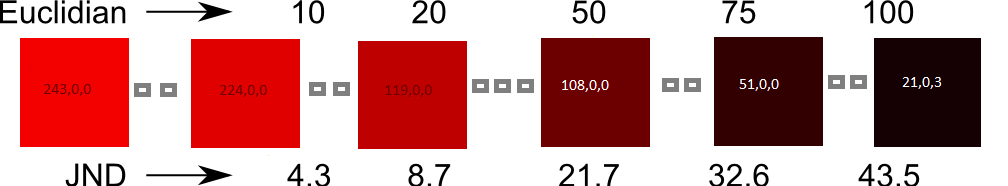 Euclidian 10 20 50 75 100
243,0,0 224,0,0 119,0,0 108,0,0 51,0,0 21,0,3
JND 4.3 8.7 21.7 32.6 43.5